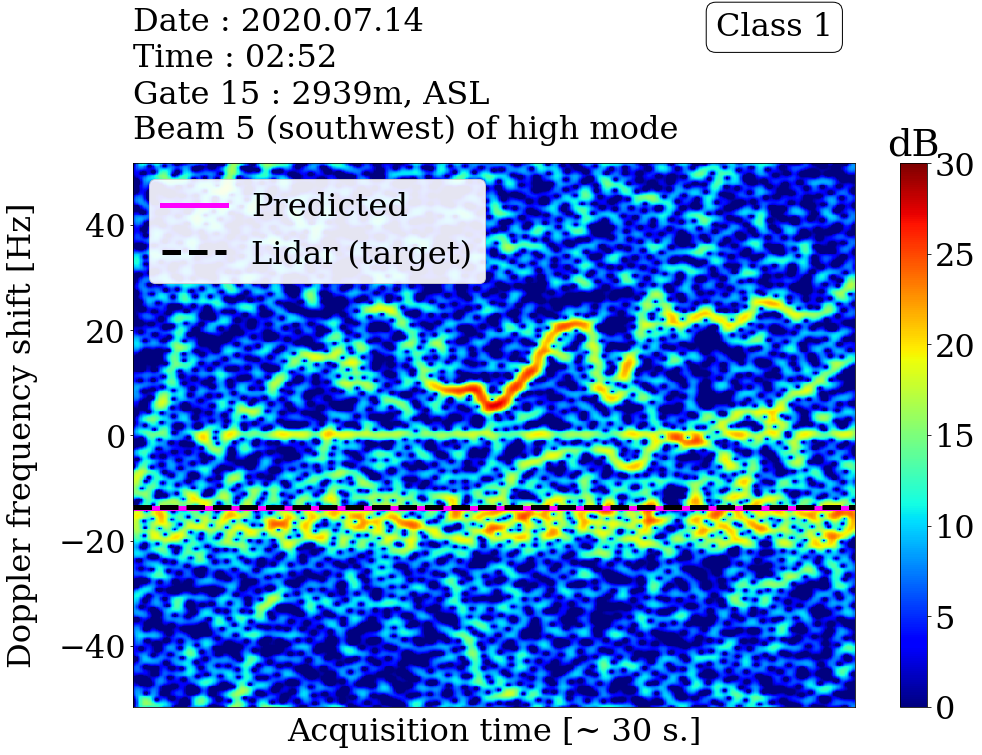 Date : 2020.07.14
Time : 02:52
Gate 15 : 2939m, ASL
Beam 5 (southwest) of high mode
Class 1
dB
Predicted
Lidar (target)
Doppler frequency shift [Hz]
40
20
0
−20
−40
Acquisition time [~ 30 s.]
30
25
20
15
10
5
0